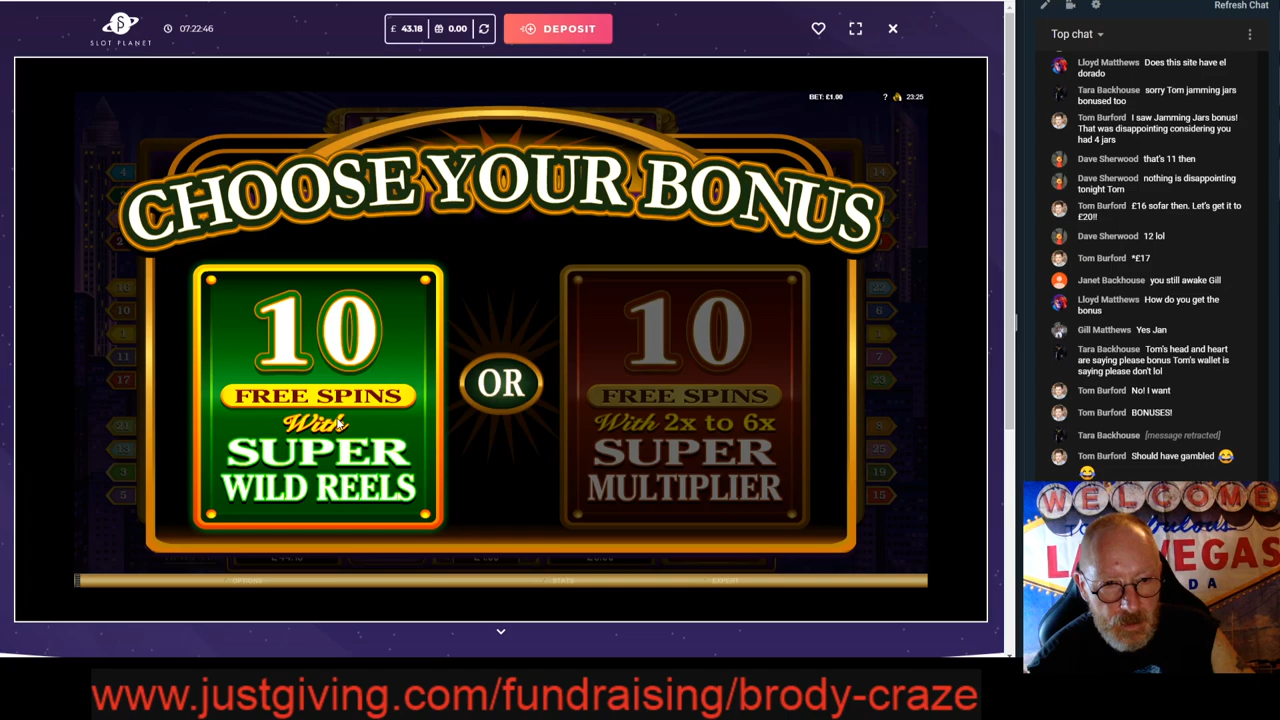 SLOT PLANET
07:22:46
£ 43.18
0.00
DEPOSIT
BET: £1.00
? 23:25
CHOOSE YOUR BONUS
10
FREE SPINS
With
SUPER
WILD REELS
OR
10
FREE SPINS
With 2x to 6x
SUPER
MULTIPLIER
OPTIONS
STATS
EXPERT
Refresh Chat
Top chat
Lloyd Matthews Does this site have el
dorado
Tara Backhouse sorry Tom jamming jars
bonused too
Tom Burford I saw Jamming Jars bonus!
That was disappointing considering you
had 4 jars
Dave Sherwood that's 11 then
Dave Sherwood nothing is disappointing
tonight Tom
Tom Burford £16 sofar then. Let's get it to
£20!!
Dave Sherwood 12 lol
Tom Burford *£17
Janet Backhouse you still awake Gill
Lloyd Matthews How do you get the
bonus
Gill Matthews Yes Jan
Tara Backhouse Tom's head and heart
are saying please bonus Tom's wallet is
saying please don't lol
Tom Burford No! I want
Tom Burford BONUSES!
Tara Backhouse [message retracted]
Tom Burford Should have gambled 😂
😂
WELCOME
www.justgiving.com/fundraising/brody-craze